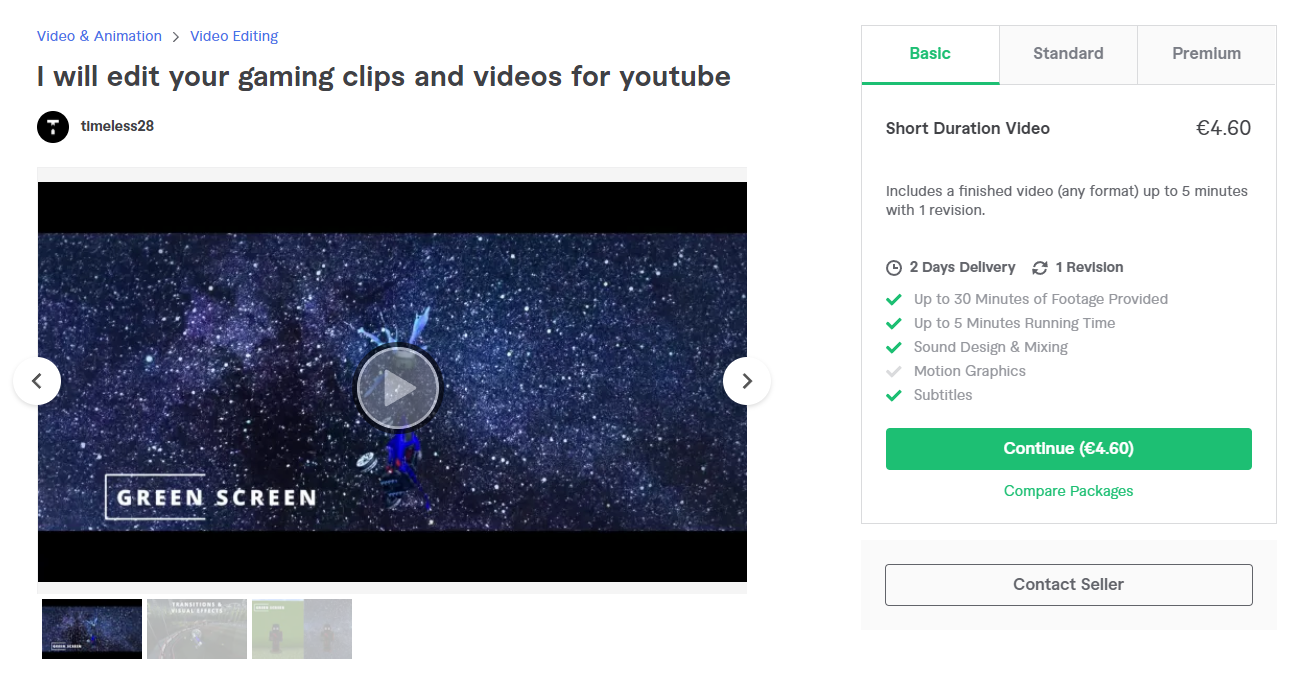 Video & Animation > Video Editing
I will edit your gaming clips and videos for youtube
timeless28
GREEN SCREEN
TRANSITIONS &
VISUAL EFFECTS
GREEN SCREEN
GREEN SCREEN
Basic Standard Premium
Short Duration Video €4.60
Includes a finished video (any format) up to 5 minutes
with 1 revision.
2 Days Delivery 1 Revision
Up to 30 Minutes of Footage Provided
Up to 5 Minutes Running Time
Sound Design & Mixing
Motion Graphics
Subtitles
Continue (€4.60)
Compare Packages
Contact Seller